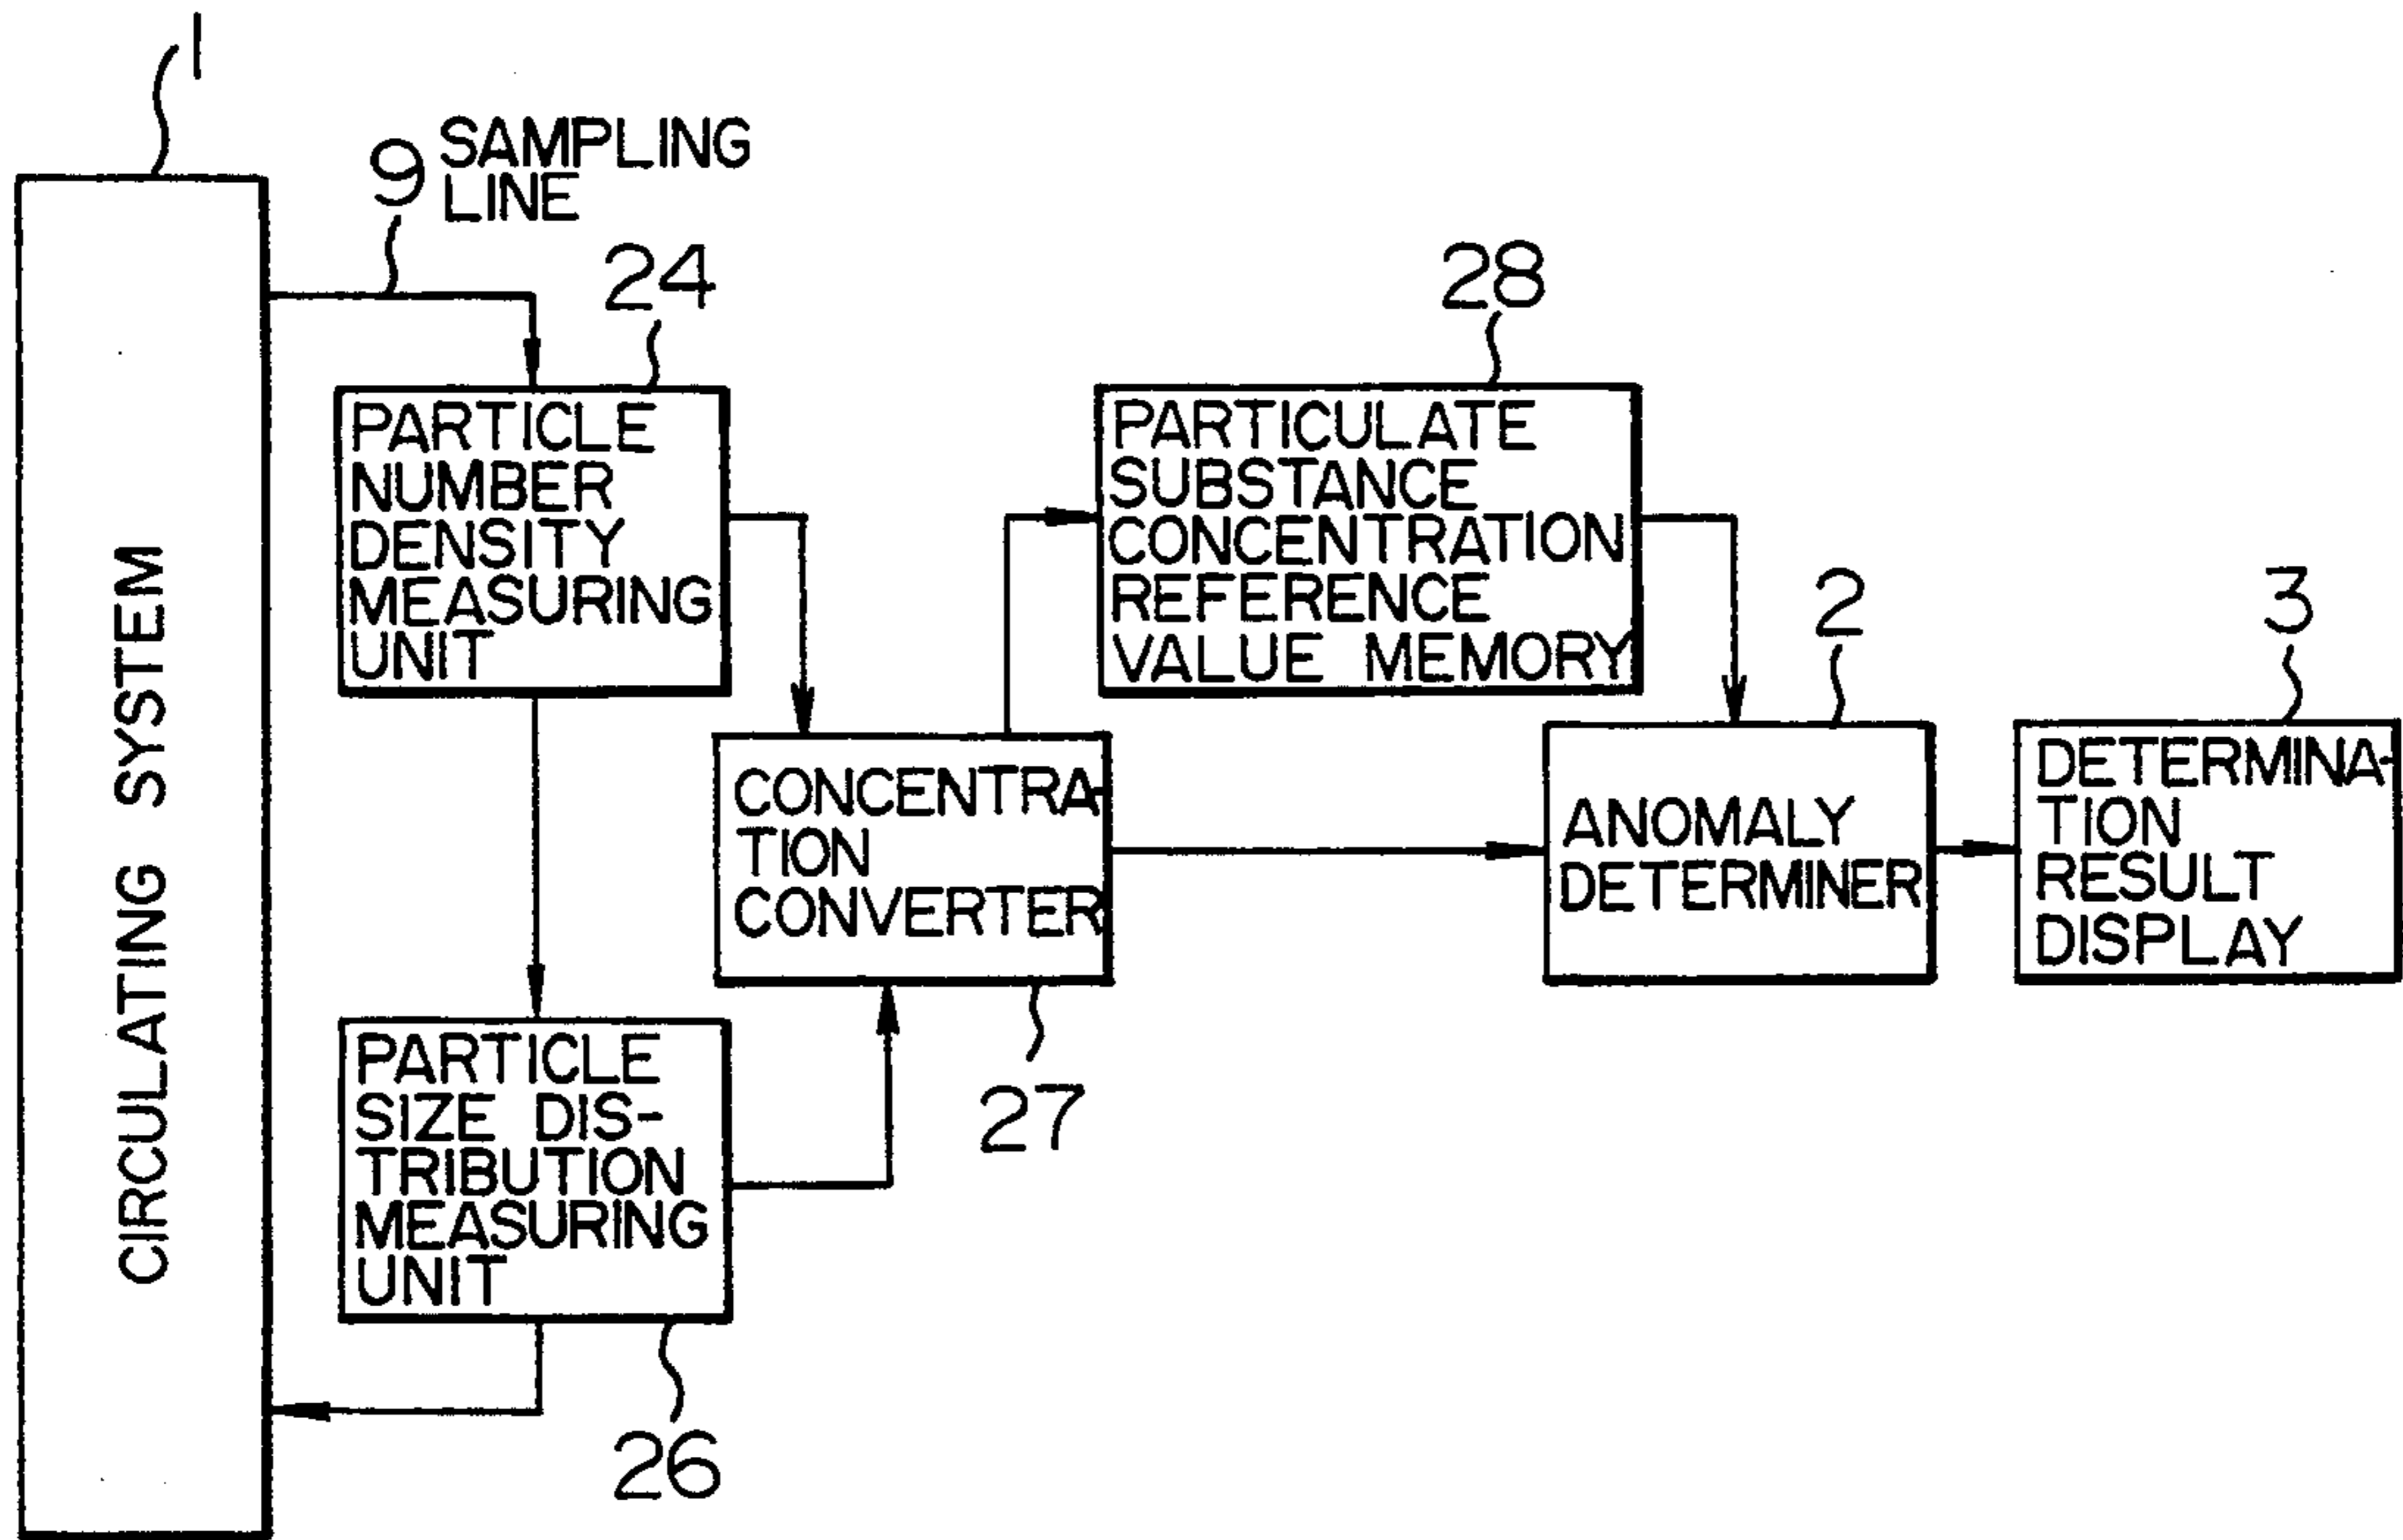 1
9 SAMPLING
LINE
24
28
PARTICLE
NUMBER
DENSITY
MEASURING
UNIT
PARTICULATE
SUBSTANCE
CONCENTRATION
REFERENCE
VALUE MEMORY
2
3
CIRCULATING SYSTEM
CONCENTRA-
TION
CONVERTER
ANOMALY
DETERMINER
DETERMINA-
TION
RESULT
DISPLAY
PARTICLE
SIZE DIS-
TRIBUTION
MEASURING
UNIT
27
26